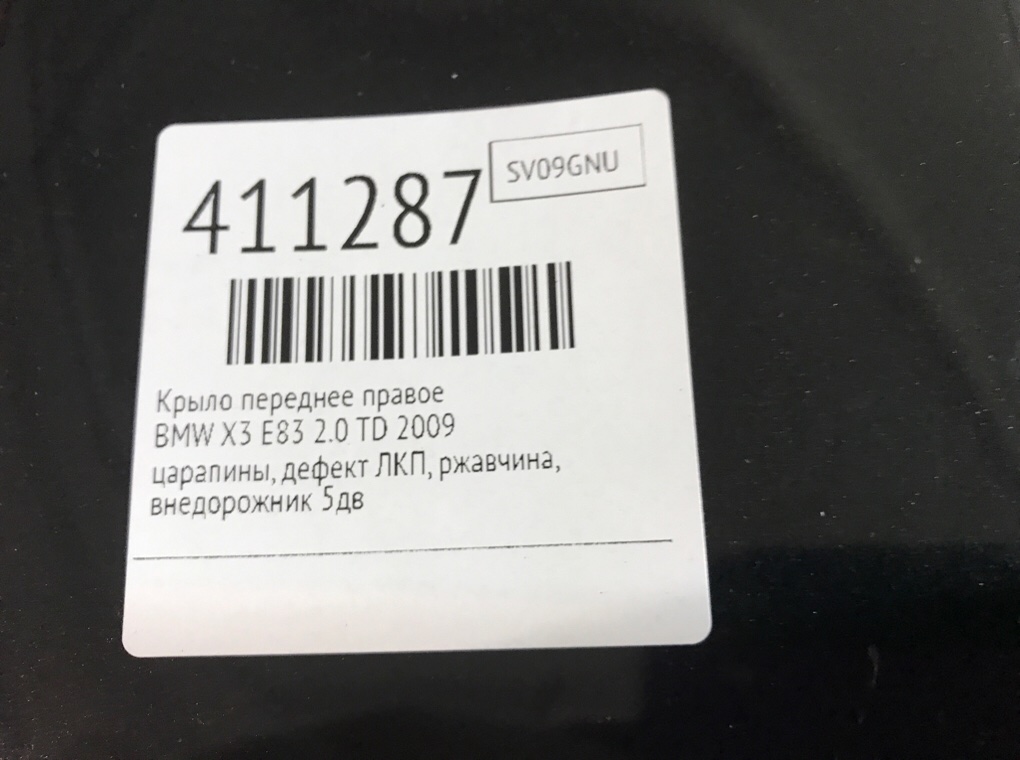 SV09GNU
411287
Крыло переднее правое
BMW X3 E83 2.0 TD 2009
царапины, дефект ЛКП, ржавчина,
внедорожник 5дв